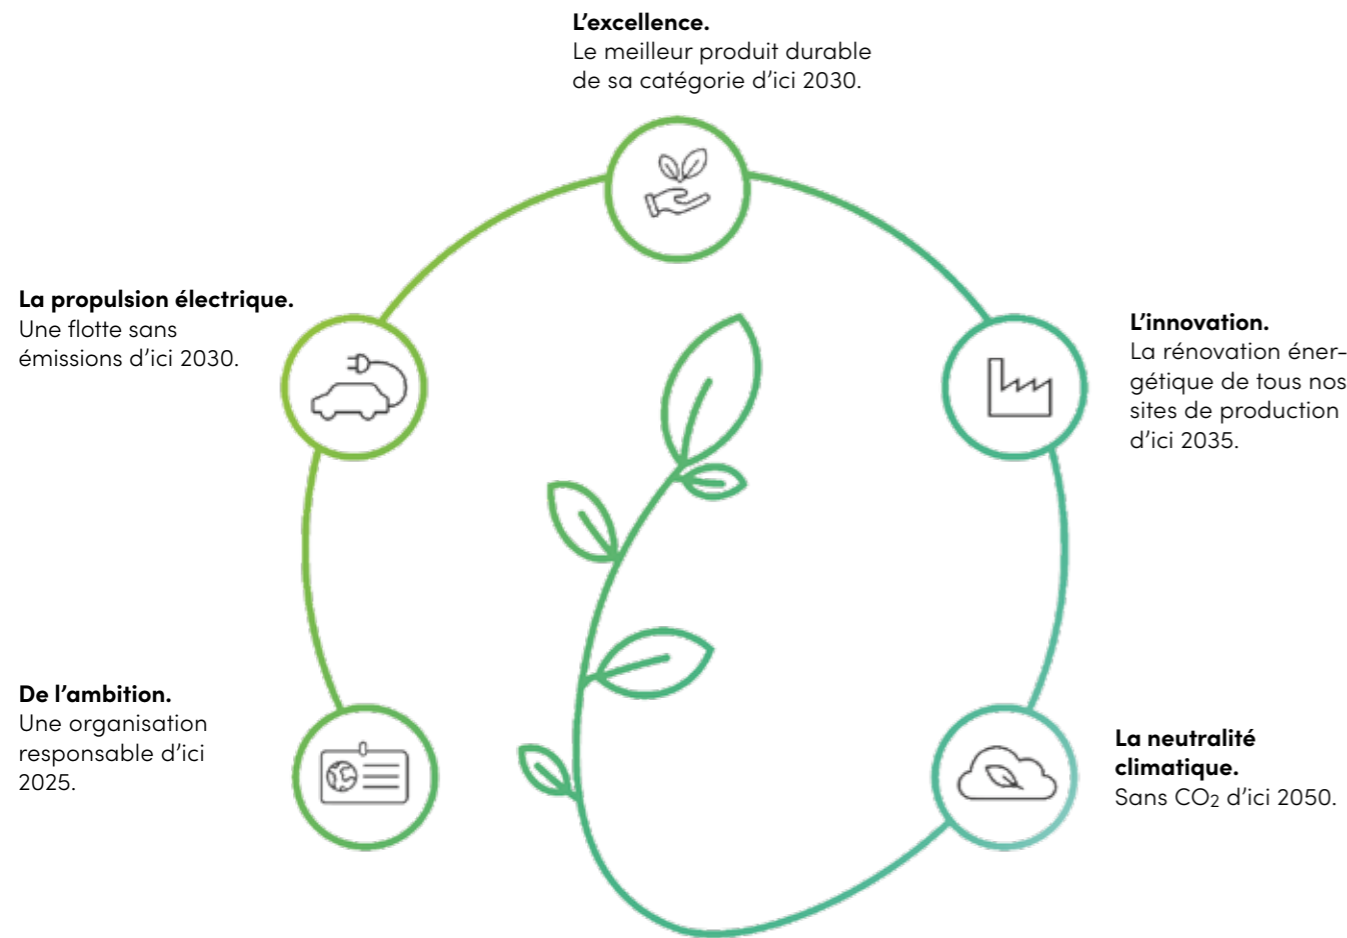 L’excellence.
Le meilleur produit durable
de sa catégorie d’ici 2030.
La propulsion électrique.
Une flotte sans
émissions d’ici 2030.
L’innovation.
La rénovation éner-
gétique de tous nos
sites de production
d’ici 2035.
De l’ambition.
Une organisation
responsable d’ici
2025.
La neutralité
climatique.
Sans CO₂ d’ici 2050.